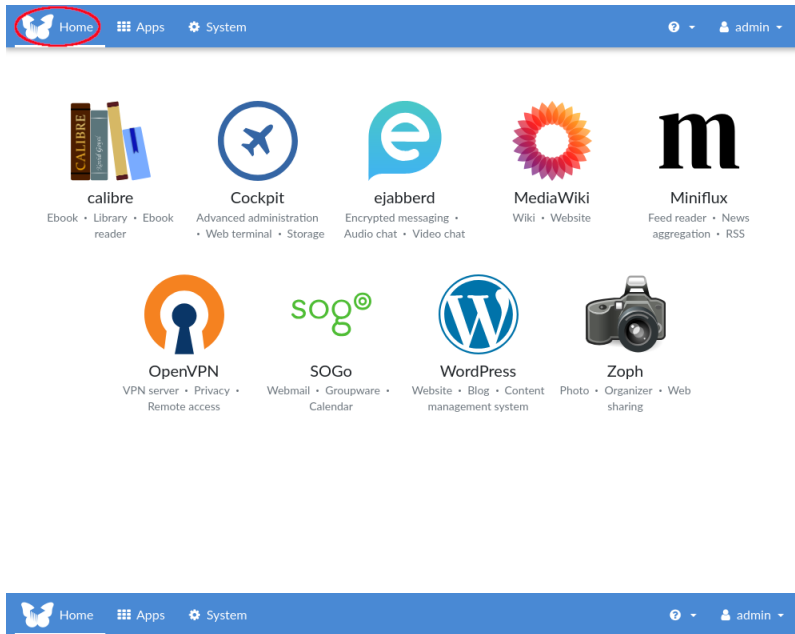 Home Apps System admin
CALIBRE
m
calibre Cockpit ejabberd MediaWiki Miniflux
Ebook • Library • Ebook reader
Advanced administration • Web terminal • Storage
Encrypted messaging • Audio chat • Video chat
Wiki • Website
Feed reader • News aggregation • RSS
sogo
OpenVPN SOGo WordPress Zoph
VPN server • Privacy • Remote access
Webmail • Groupware • Calendar
Website • Blog • Content management system
Photo • Organizer • Web sharing
Home Apps System admin